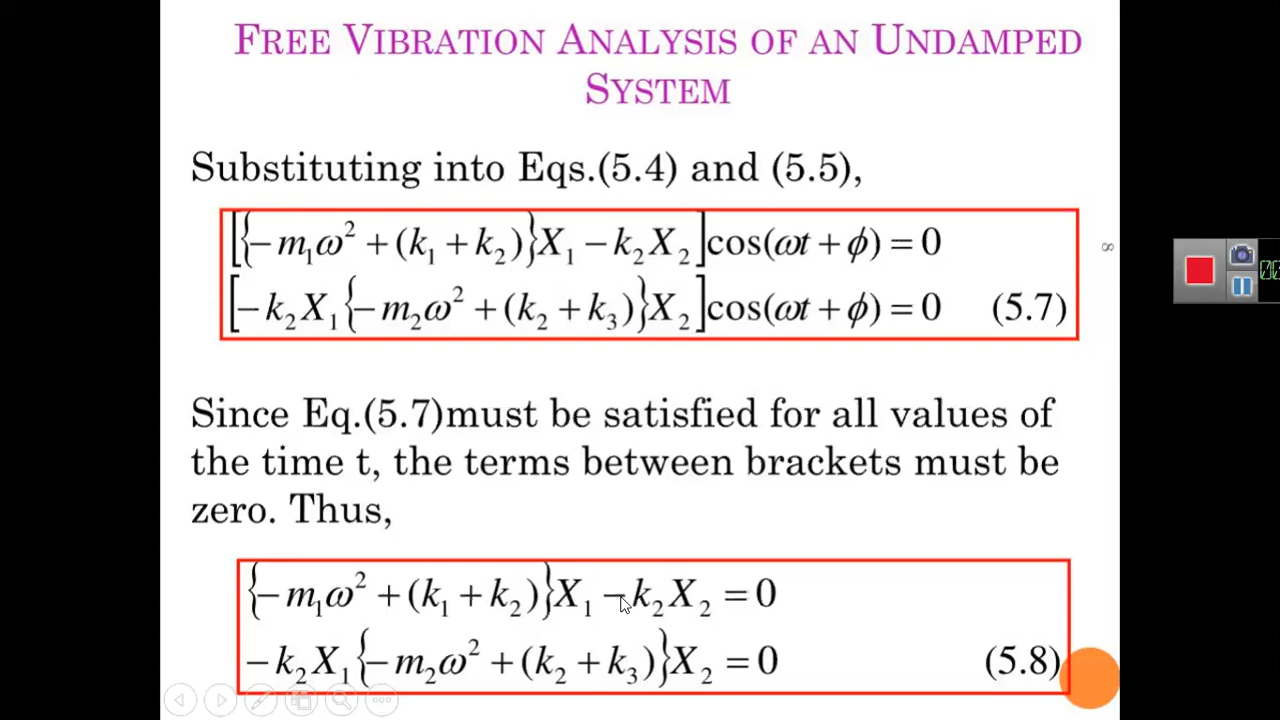 FREE VIBRATION ANALYSIS OF AN UNDAMPED
SYSTEM
Substituting into Eqs.(5.4) and (5.5),
[{−m₁ω² + (k₁ + k₂)}X₁ − k₂X₂]cos(ωt + ϕ) = 0
[−k₂X₁{−m₂ω² + (k₂ + k₃)}X₂]cos(ωt + ϕ) = 0 (5.7)
Since Eq.(5.7)must be satisfied for all values of
the time t, the terms between brackets must be
zero. Thus,
{−m₁ω² + (k₁ + k₂)}X₁ − k₂X₂ = 0
−k₂X₁{−m₂ω² + (k₂ + k₃)}X₂ = 0 (5.8)